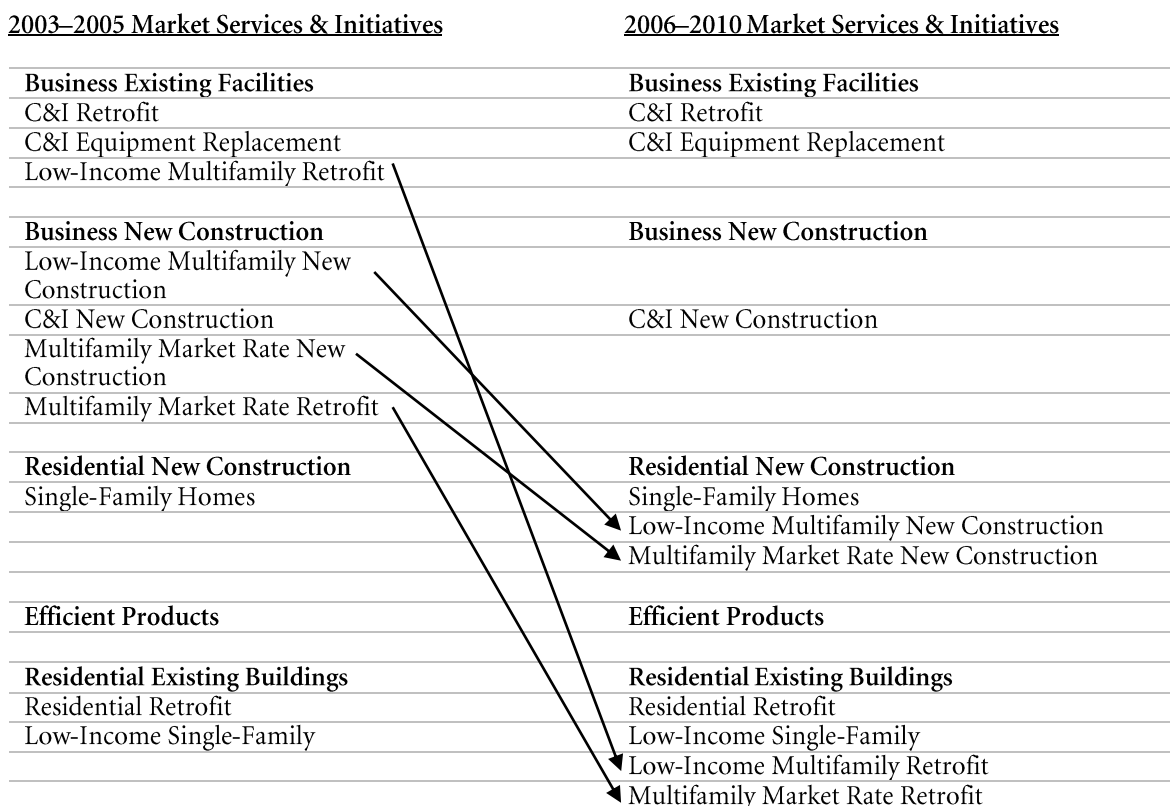 2003–2005 Market Services & Initiatives
2006–2010 Market Services & Initiatives
Business Existing Facilities
Business Existing Facilities
C&I Retrofit
C&I Retrofit
C&I Equipment Replacement
C&I Equipment Replacement
Low-Income Multifamily Retrofit
Business New Construction
Business New Construction
Low-Income Multifamily New
Construction
C&I New Construction
C&I New Construction
Multifamily Market Rate New
Construction
Multifamily Market Rate Retrofit
Residential New Construction
Residential New Construction
Single-Family Homes
Single-Family Homes
Low-Income Multifamily New Construction
Multifamily Market Rate New Construction
Efficient Products
Efficient Products
Residential Existing Buildings
Residential Existing Buildings
Residential Retrofit
Residential Retrofit
Low-Income Single-Family
Low-Income Single-Family
Low-Income Multifamily Retrofit
Multifamily Market Rate Retrofit